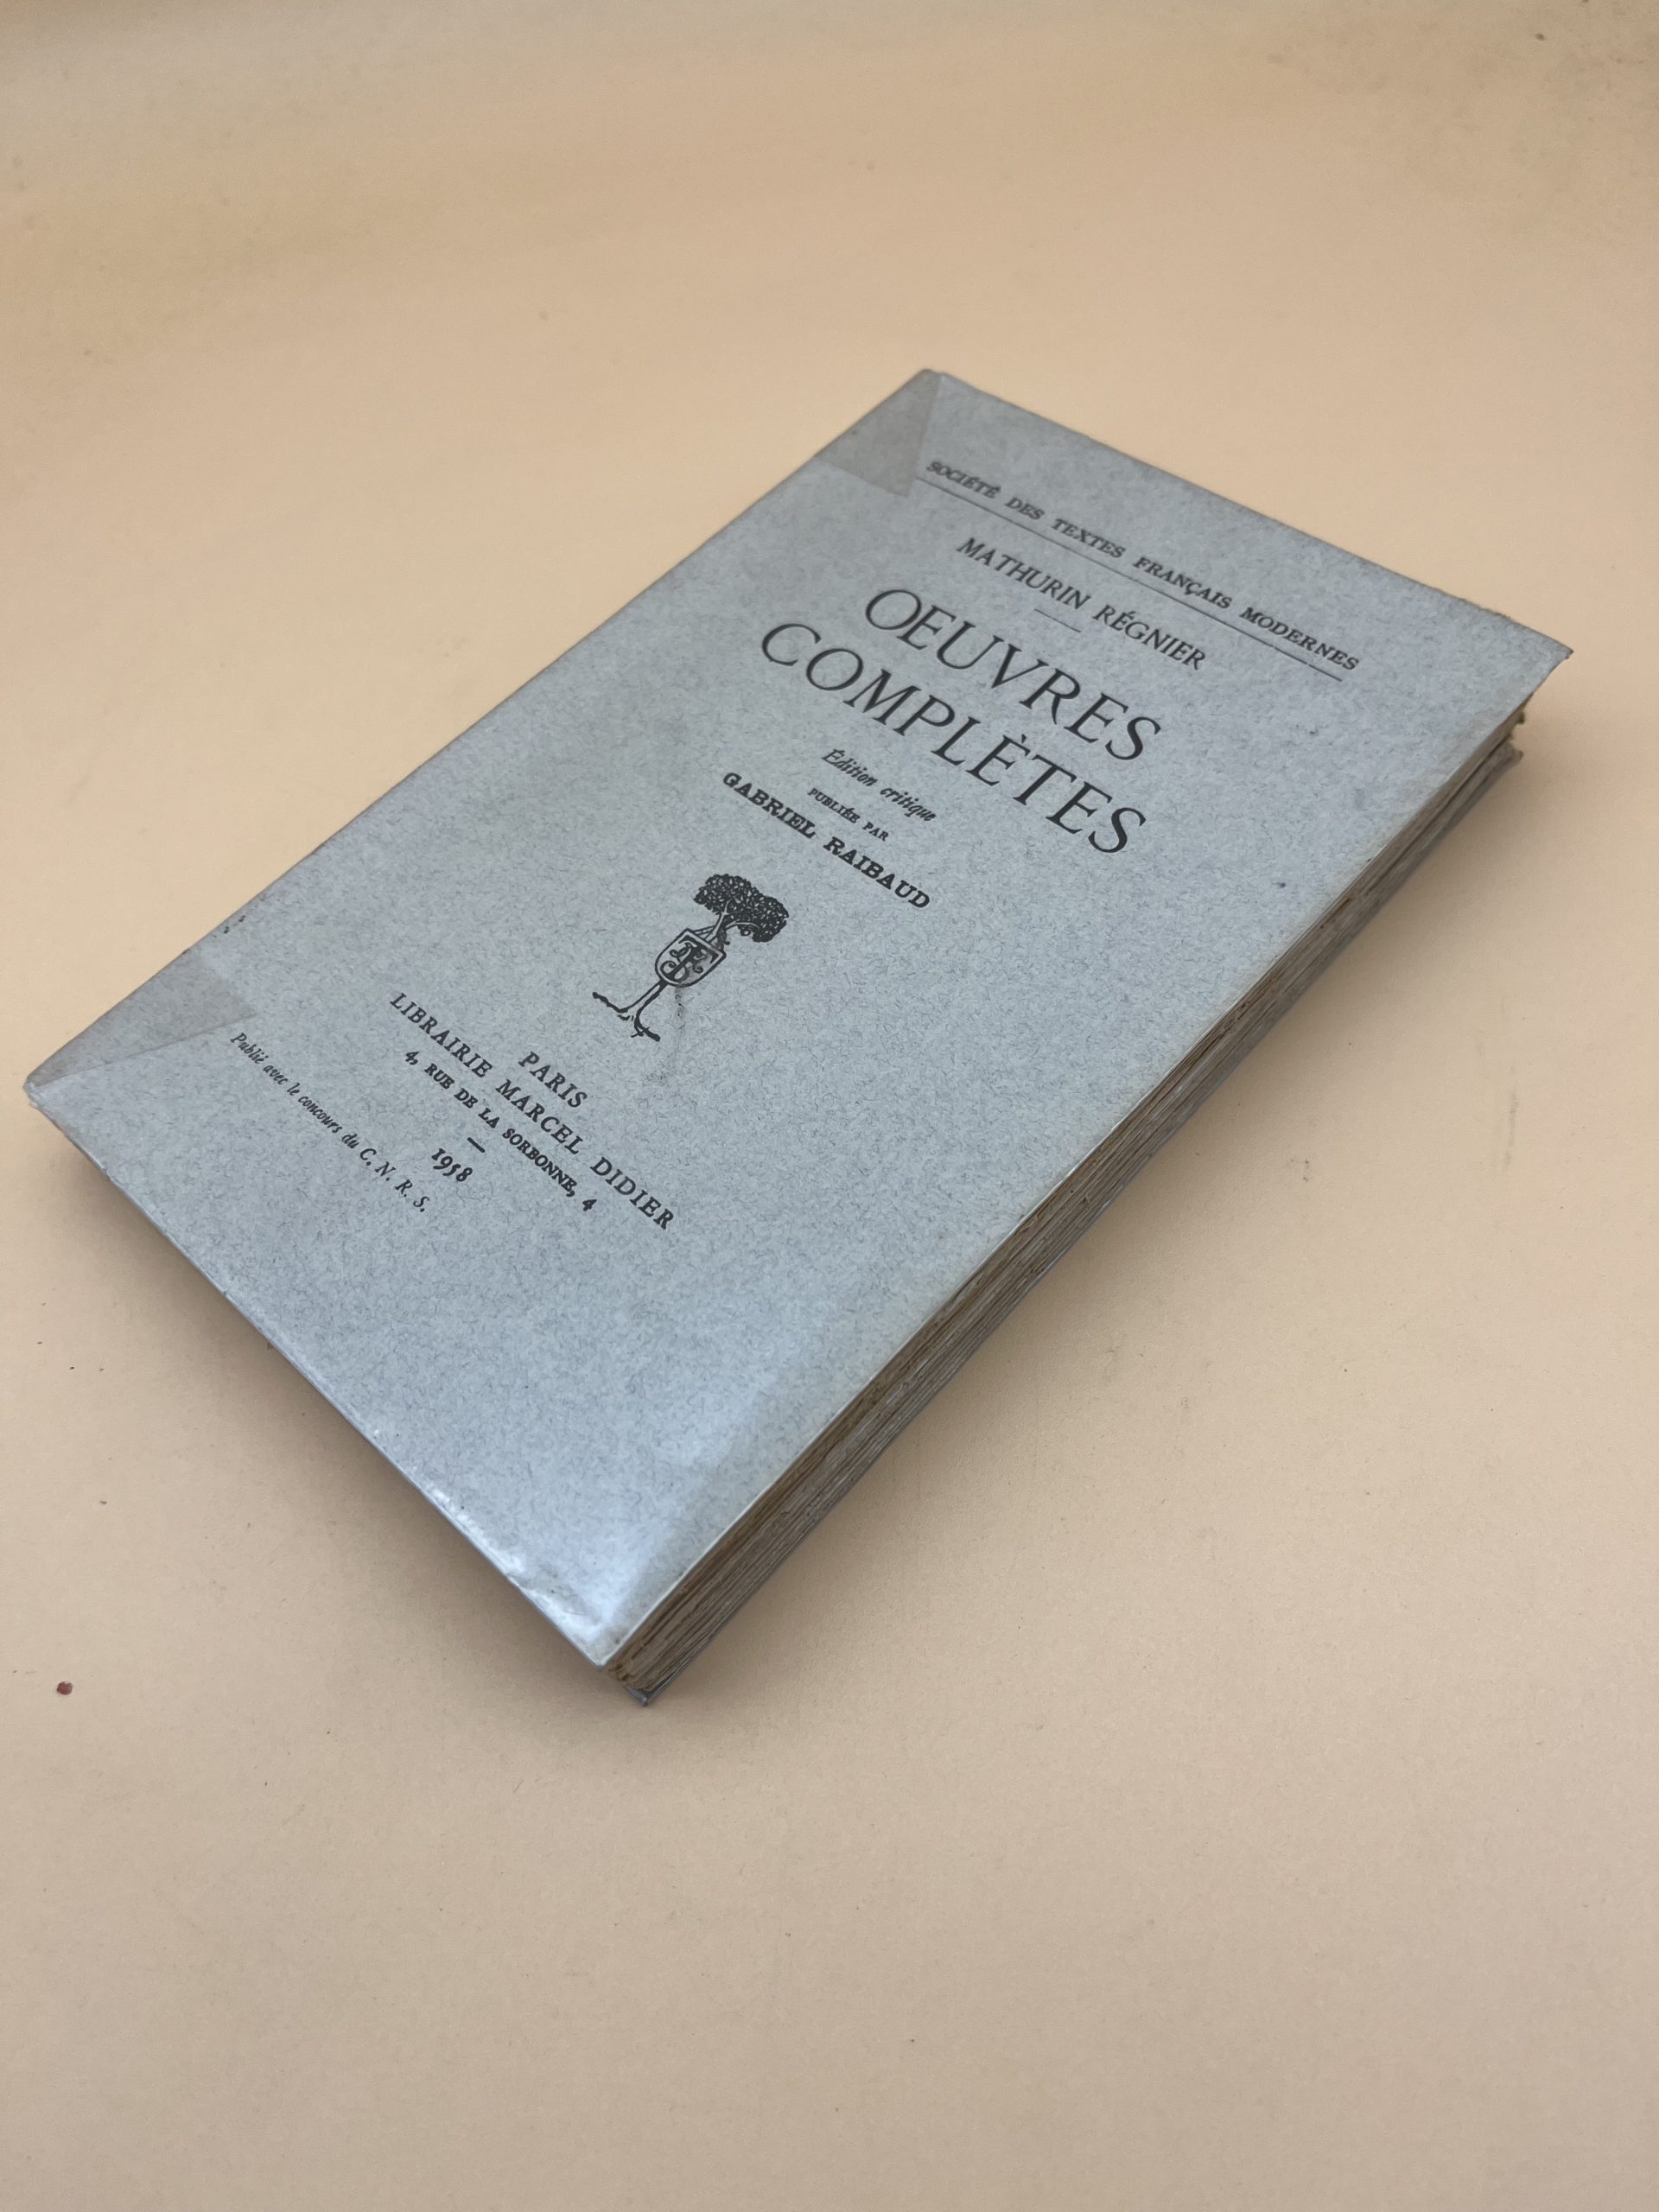 SOCIÉTÉ DES TEXTES FRANÇAIS MODERNES
MATHURIN RÉGNIER
OEUVRES
COMPLÈTES
Édition critique
PUBLIÉE PAR
GABRIEL RAIBAUD
PARIS
LIBRAIRIE MARCEL DIDIER
4, RUE DE LA SORBONNE, 4
1958
Publié avec le concours du C. N. R. S.